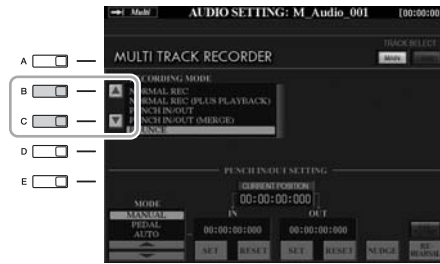 Multi AUDIO SETTING: M_Audio_001 [00:00:00]
TRACK SELECT
MULTI TRACK RECORDER
MAIN
RECORDING MODE
NORMAL REC
NORMAL REC (PLUS PLAYBACK)
PUNCH IN/OUT
PUNCH IN/OUT (MERGE)
BOUNCE
A
B
C
D
E
PUNCH IN/OUT SETTING
CURRENT POSITION
00:00:00:000
MODE IN OUT
MANUAL
PEDAL
AUTO
00:00:00:000 00:00:00:000
SET RESET SET RESET NUDGE RE-
HEARSAL